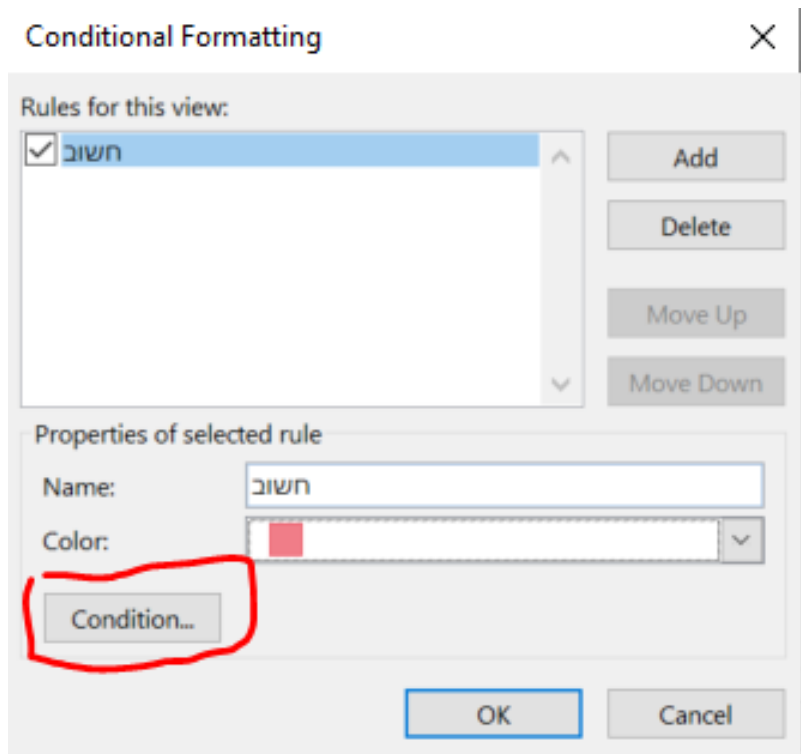 Conditional Formatting
Rules for this view:
חשוב
Add
Delete
Move Up
Move Down
Properties of selected rule
Name:
חשוב
Color:
Condition...
OK
Cancel